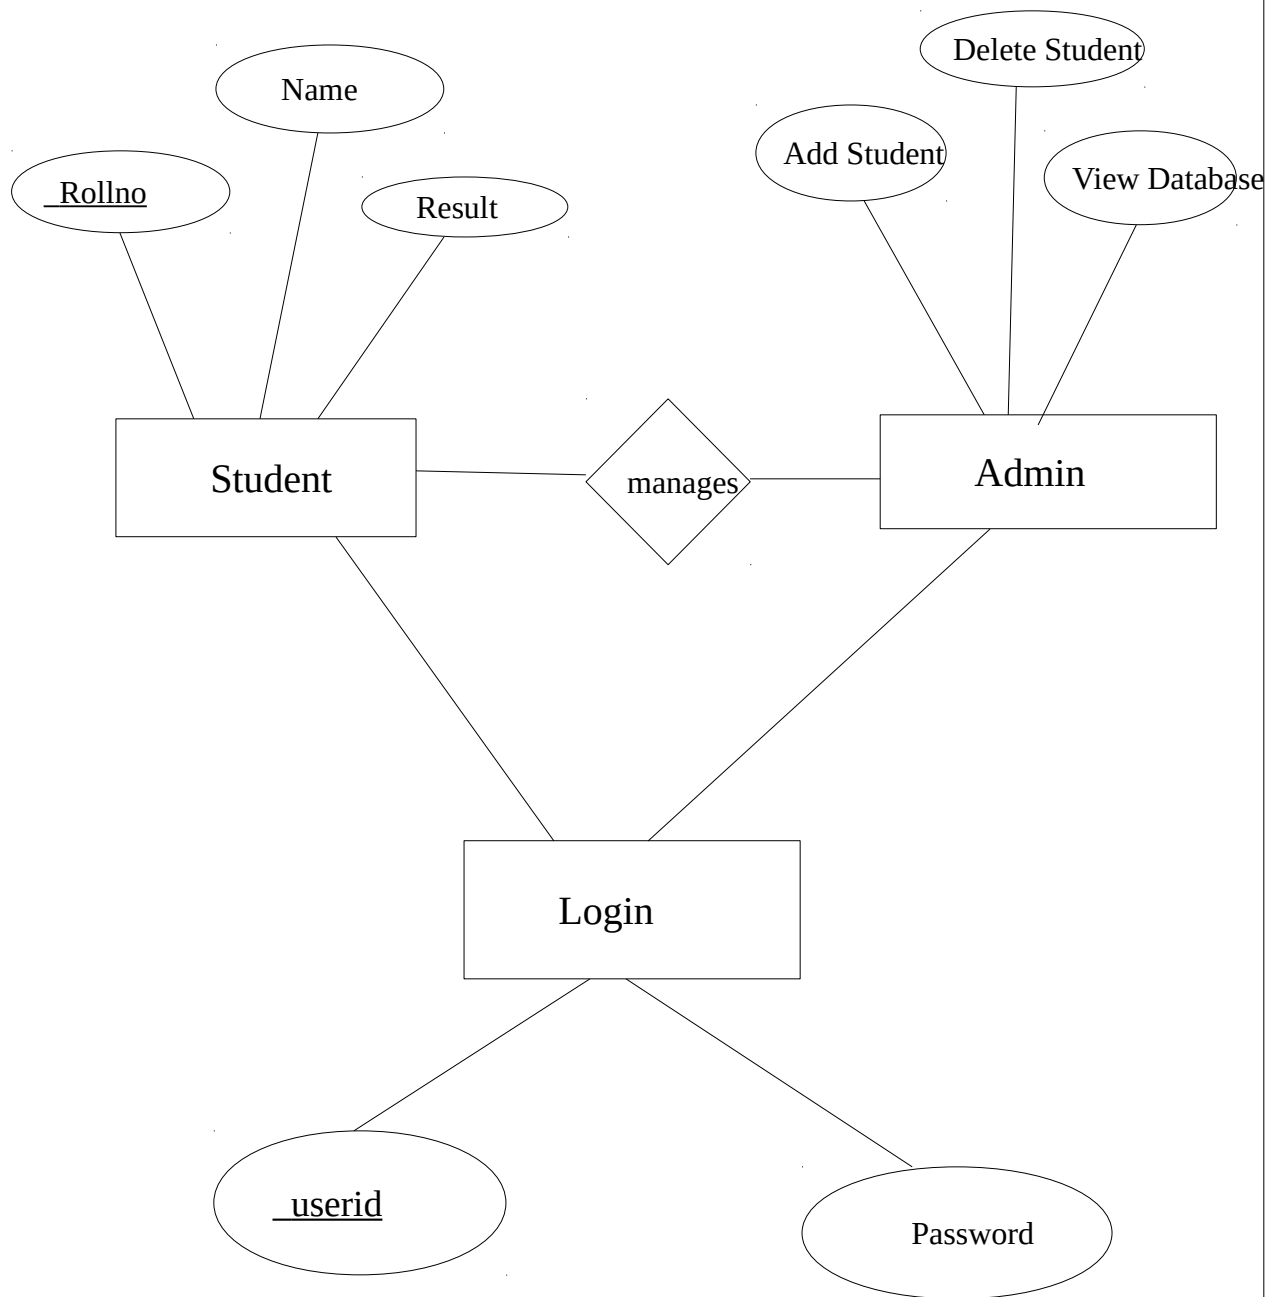 Delete Student
Name
Add Student
View Database
Rollno
Result
Student
manages
Admin
Login
userid
Password